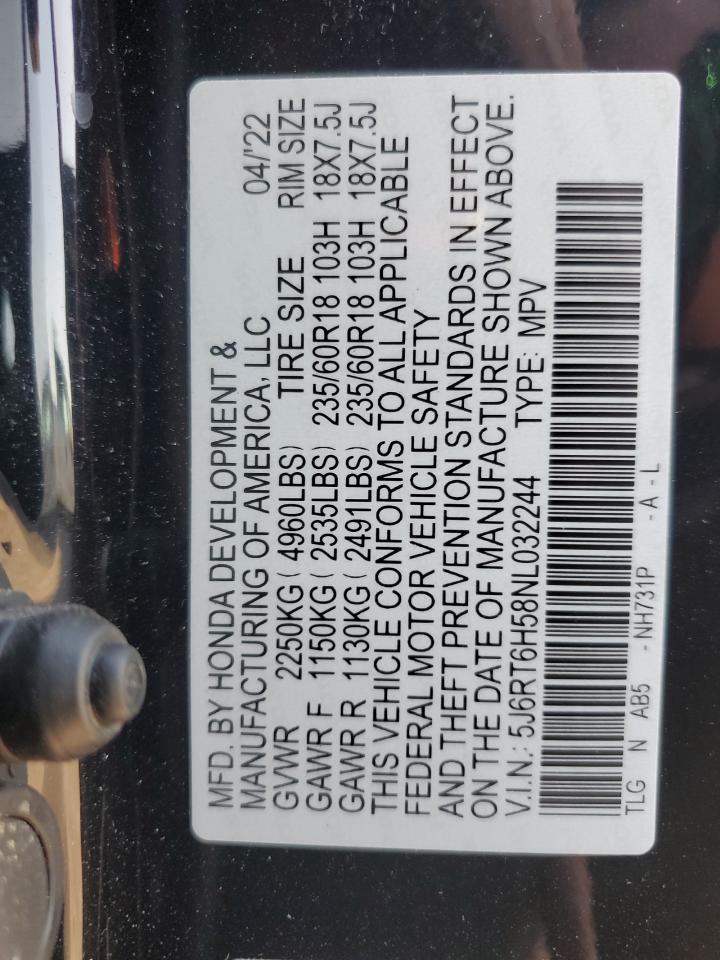 MFD. BY HONDA DEVELOPMENT &
MANUFACTURING OF AMERICA, LLC 04/'22
GVWR 2250KG ( 4960LBS) TIRE SIZE RIM SIZE
GAWR F 1150KG ( 2535LBS) 235/60R18 103H 18X7.5J
GAWR R 1130KG ( 2491LBS) 235/60R18 103H 18X7.5J
THIS VEHICLE CONFORMS TO ALL APPLICABLE
FEDERAL MOTOR VEHICLE SAFETY
AND THEFT PREVENTION STANDARDS IN EFFECT
ON THE DATE OF MANUFACTURE SHOWN ABOVE.
V.I.N.: 5J6RT6H58NL032244 TYPE: MPV
TLG N AB5 -NH731P - A - L